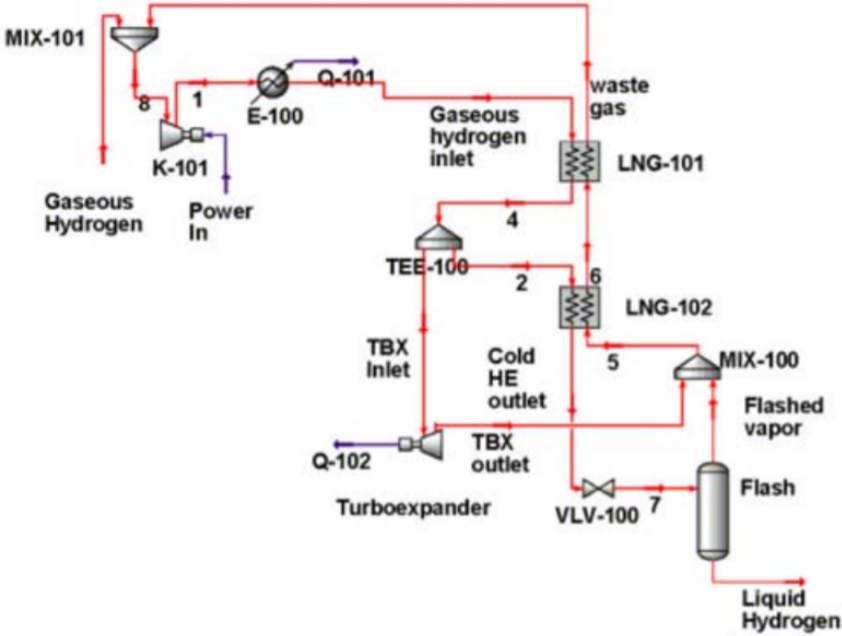 MIX-101
8
1
Q-101
E-100
K-101
Gaseous
Hydrogen
Power
In
Gaseous
hydrogen
inlet
waste
gas
LNG-101
4
TEE-100
2
6
LNG-102
TBX
Inlet
Cold
HE
outlet
5
MIX-100
Flashed
vapor
Q-102
TBX
outlet
Turboexpander
VLV-100
7
Flash
Liquid
Hydrogen